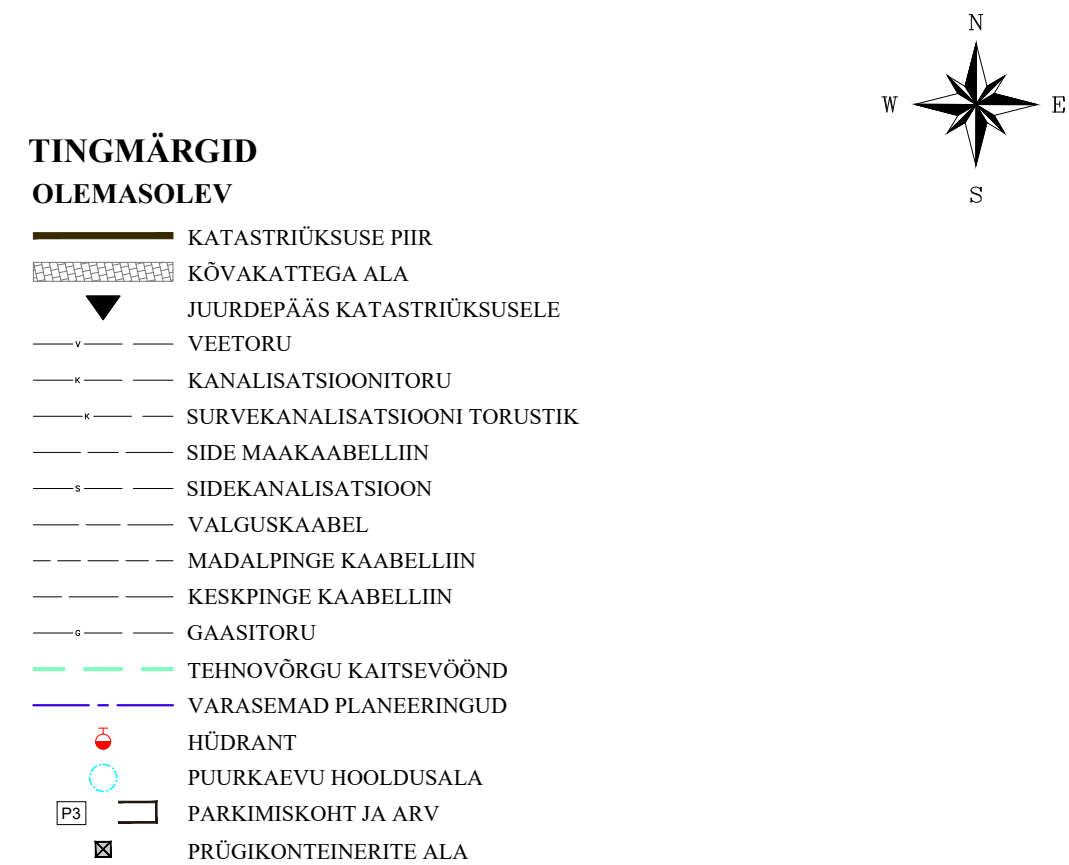 N
W E
S
TINGMÄRGID
OLEMASOLEV
KATASTRIÜKSUSE PIIR
KÕVAKATTEGA ALA
JUURDEPÄÄS KATASTRIÜKSUSELE
V VEETORU
K KANALISATSIOONITORU
K SURVEKANALISATSIOONI TORUSTIK
SIDE MAAKAABELLIIN
S SIDEKANALISATSIOON
VALGUSKAABEL
MADALPINGE KAABELLIIN
KESKPINGE KAABELLIIN
G GAASITORU
TEHNOVÕRGU KAITSEVÖÖND
VARASEMAD PLANEERINGUD
HÜDRANT
PUURKAEVU HOOLDUSALA
P3 PARKIMISKOHT JA ARV
PRÜGIKONTEINERITE ALA